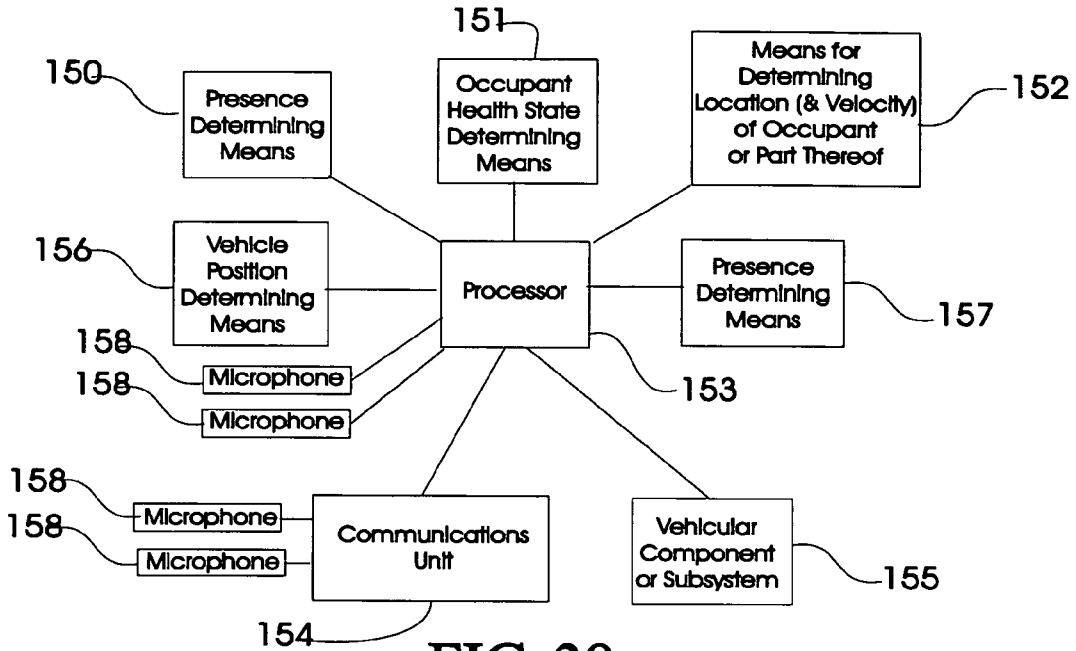 151
150
Presence
Determining
Means
Occupant
Health State
Determining
Means
Means for
Determining
Location (& Velocity)
of Occupant
or Part Thereof
152
156
Vehicle
Position
Determining
Means
Processor
Presence
Determining
Means
157
158
Microphone
158
Microphone
153
158
Microphone
158
Microphone
Communications
Unit
Vehicular
Component
or Subsystem
155
154